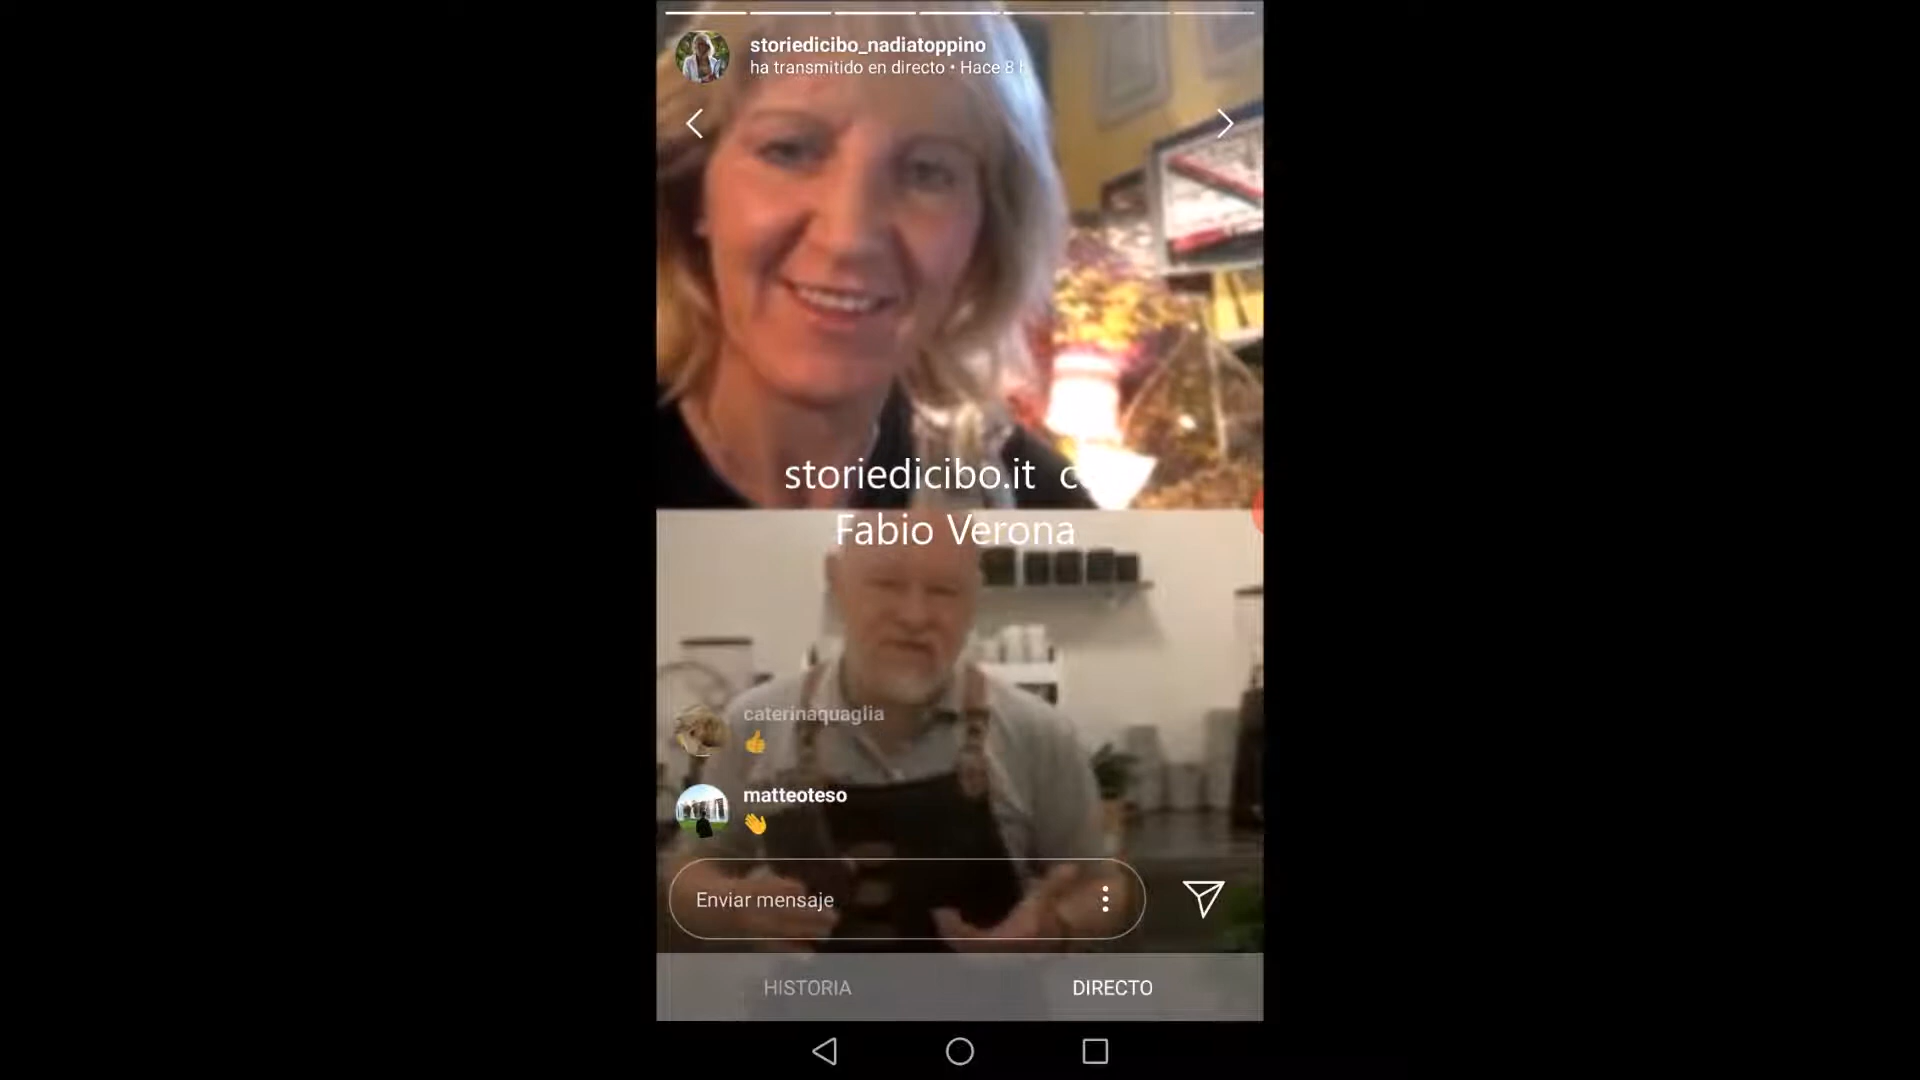 storiedicibo_nadiatoppino
ha transmitido en directo • Hace 8 h
storiedicibo.it
Fabio Verona
caterinaquaglia
👍
matteoteso
👋
Enviar mensaje
HISTORIA
DIRECTO